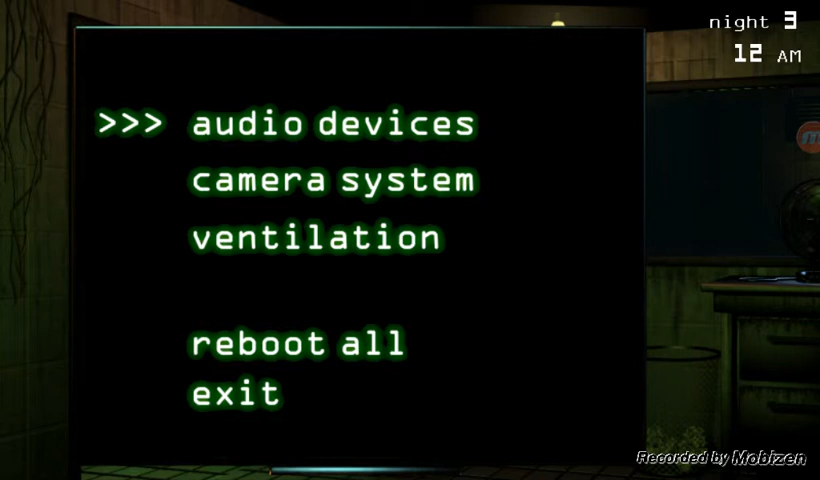 night 3
12 AM
>>> audio devices
camera system
ventilation
reboot all
exit
Recorded by Mobizen